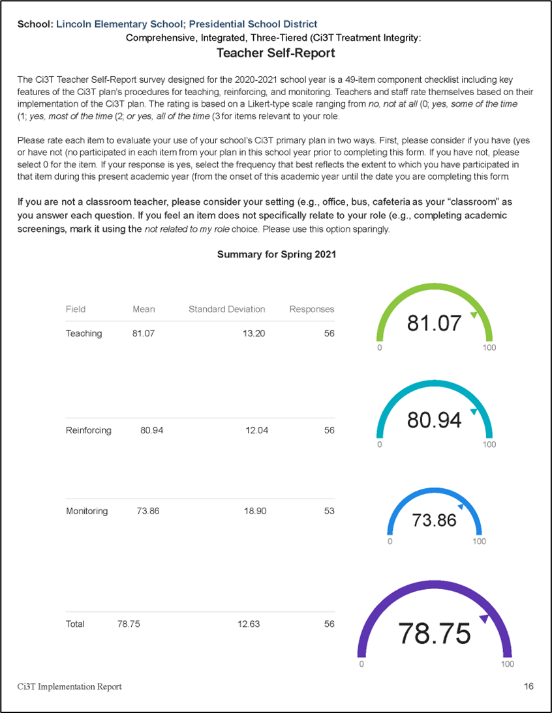 School: Lincoln Elementary School; Presidential School District
Comprehensive, Integrated, Three-Tiered (Ci3T Treatment Integrity:
Teacher Self-Report
The Ci3T Teacher Self-Report survey designed for the 2020-2021 school year is a 49-item component checklist including key
features of the Ci3T plan's procedures for teaching, reinforcing, and monitoring. Teachers and staff rate themselves based on their
implementation of the Ci3T plan. The rating is based on a Likert-type scale ranging from no, not at all (0; yes, some of the time
(1; yes, most of the time (2; or yes, all of the time (3 for items relevant to your role.
Please rate each item to evaluate your use of your school's Ci3T primary plan in two ways. First, please consider if you have (yes
or have not (no participated in each item from your plan in this school year prior to completing this form. If you have not, please
select 0 for the item. If your response is yes, select the frequency that best reflects the extent to which you have participated in
that item during this present academic year (from the onset of this academic year until the date you are completing this form.
If you are not a classroom teacher, please consider your setting (e.g., office, bus, cafeteria as your “classroom” as
you answer each question. If you feel an item does not specifically relate to your role (e.g., completing academic
screenings, mark it using the not related to my role choice. Please use this option sparingly.
Summary for Spring 2021
Field Mean Standard Deviation Responses
Teaching 81.07 13.20 56
81.07
0 100
Reinforcing 80.94 12.04 56
80.94
0 100
Monitoring 73.86 18.90 53
73.86
0 100
Total 78.75 12.63 56
78.75
0 100
Ci3T Implementation Report 16